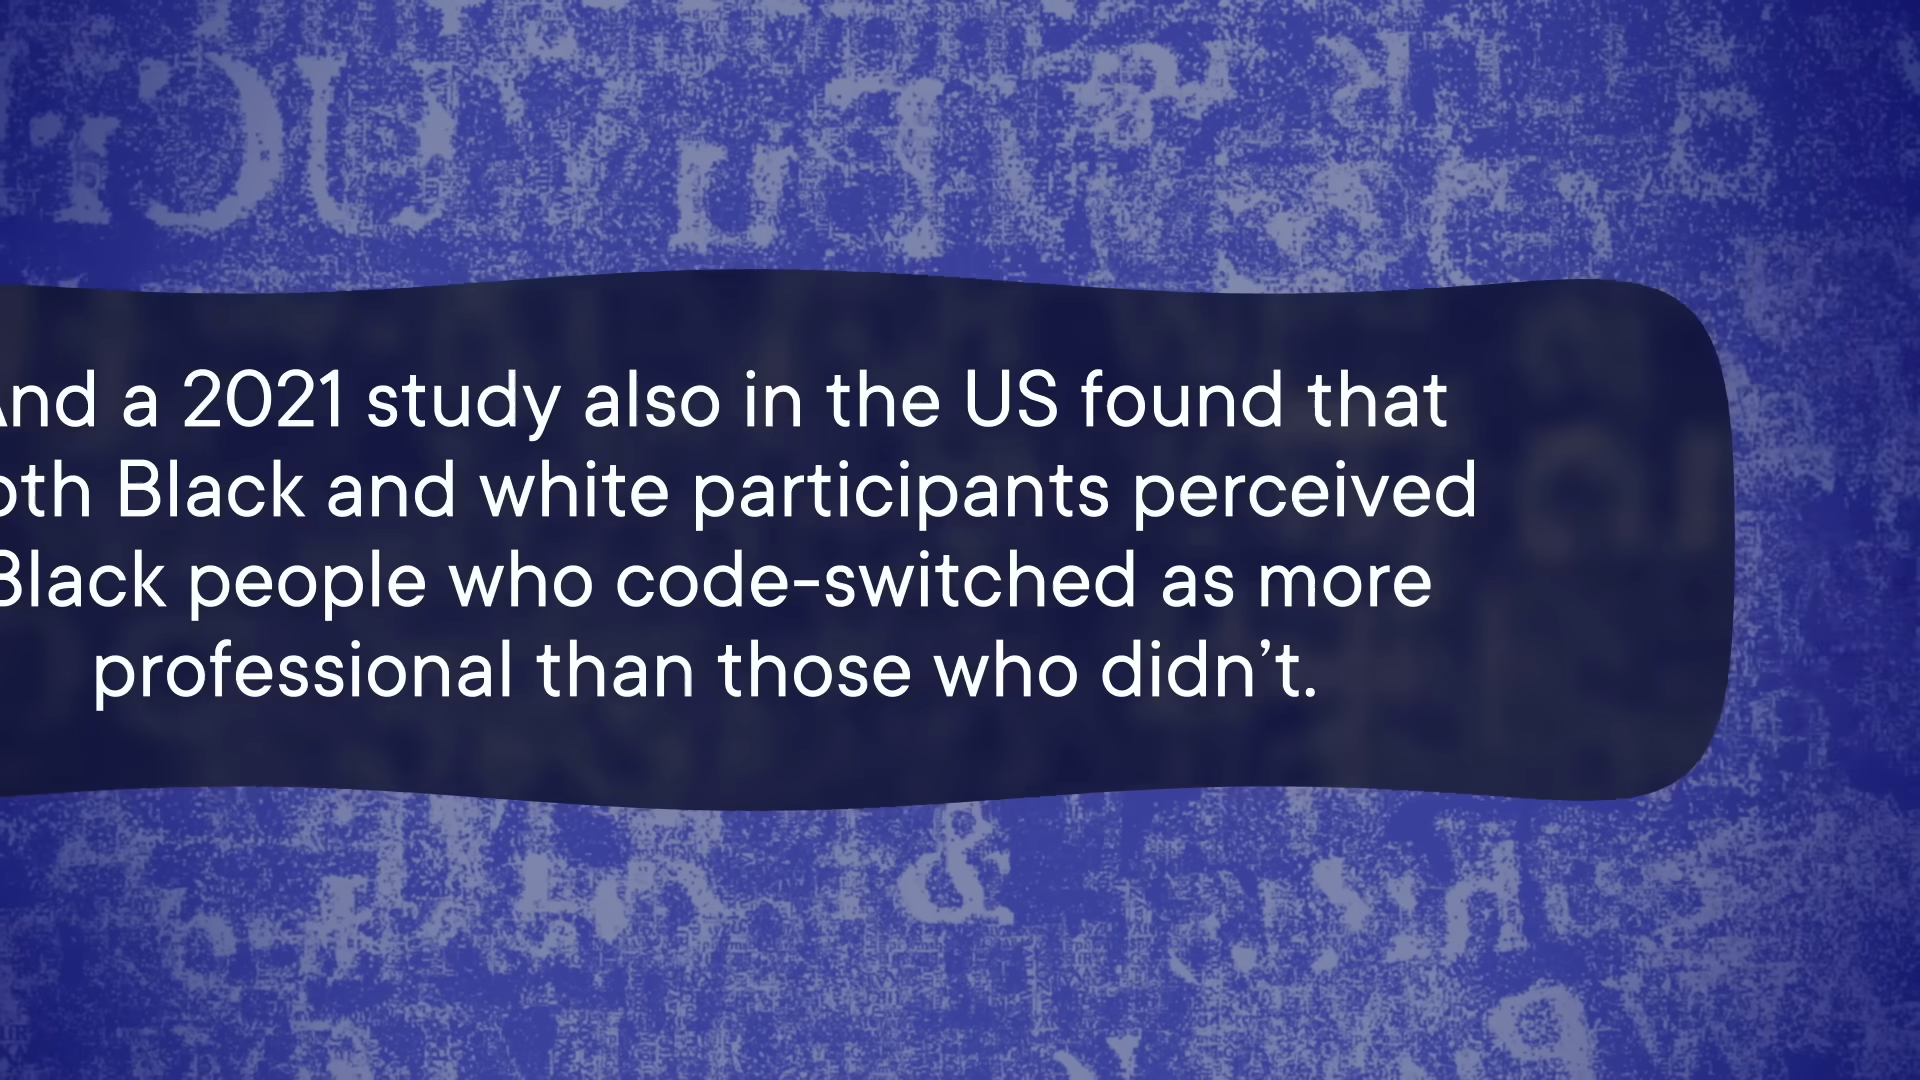 And a 2021 study also in the US found that
both Black and white participants perceived
Black people who code-switched as more
professional than those who didn’t.